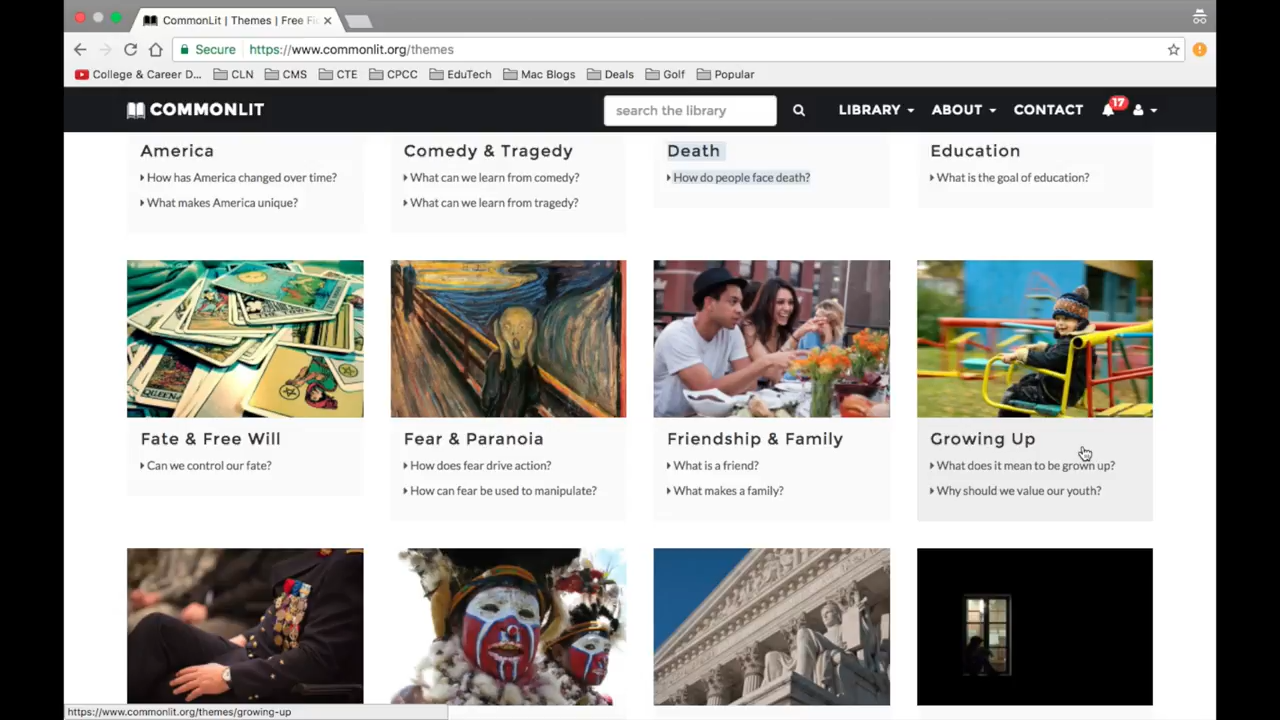 CommonLit | Themes | Free Fi
Secure https://www.commonlit.org/themes
College & Career D... CLN CMS CTE CPCC EduTech Mac Blogs Deals Golf Popular
COMMONLIT search the library LIBRARY ABOUT CONTACT 17
America Comedy & Tragedy Death Education
How has America changed over time? What can we learn from comedy? How do people face death? What is the goal of education?
What makes America unique? What can we learn from tragedy?
QUEEN
Fate & Free Will Fear & Paranoia Friendship & Family Growing Up
Can we control our fate? How does fear drive action? What is a friend? What does it mean to be grown up?
How can fear be used to manipulate? What makes a family? Why should we value our youth?
https://www.commonlit.org/themes/growing-up